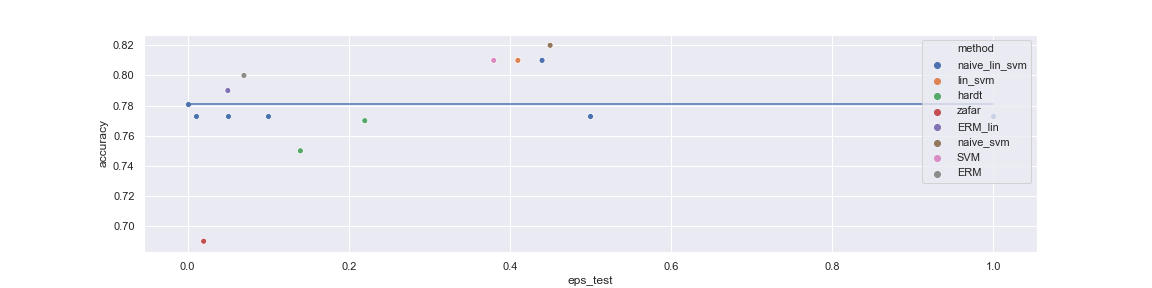 0.82
0.80
0.78
0.76
0.74
0.72
0.70
accuracy
0.0
0.2
0.4
0.6
0.8
1.0
eps_test
method
naive_lin_svm
lin_svm
hardt
zafar
ERM_lin
naive_svm
SVM
ERM